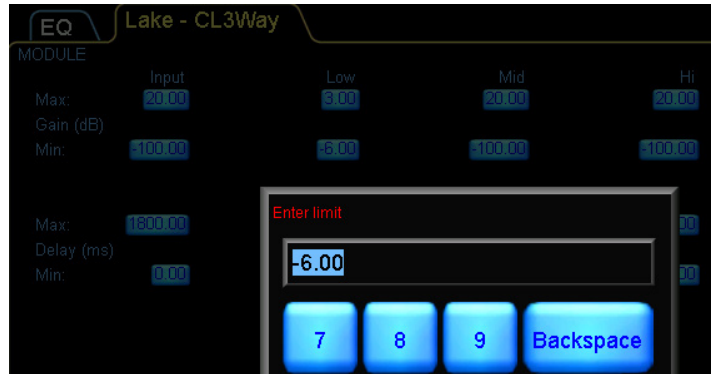 EQ Lake - CL3Way
MODULE
Input Low Mid Hi
Max: 20.00 3.00 20.00 20.00
Gain (dB)
Min: -100.00 -6.00 -100.00 -100.00
Enter limit
Max: 1800.00 00
Delay (ms)
-6.00
Min: 0.00 00
7 8 9 Backspace